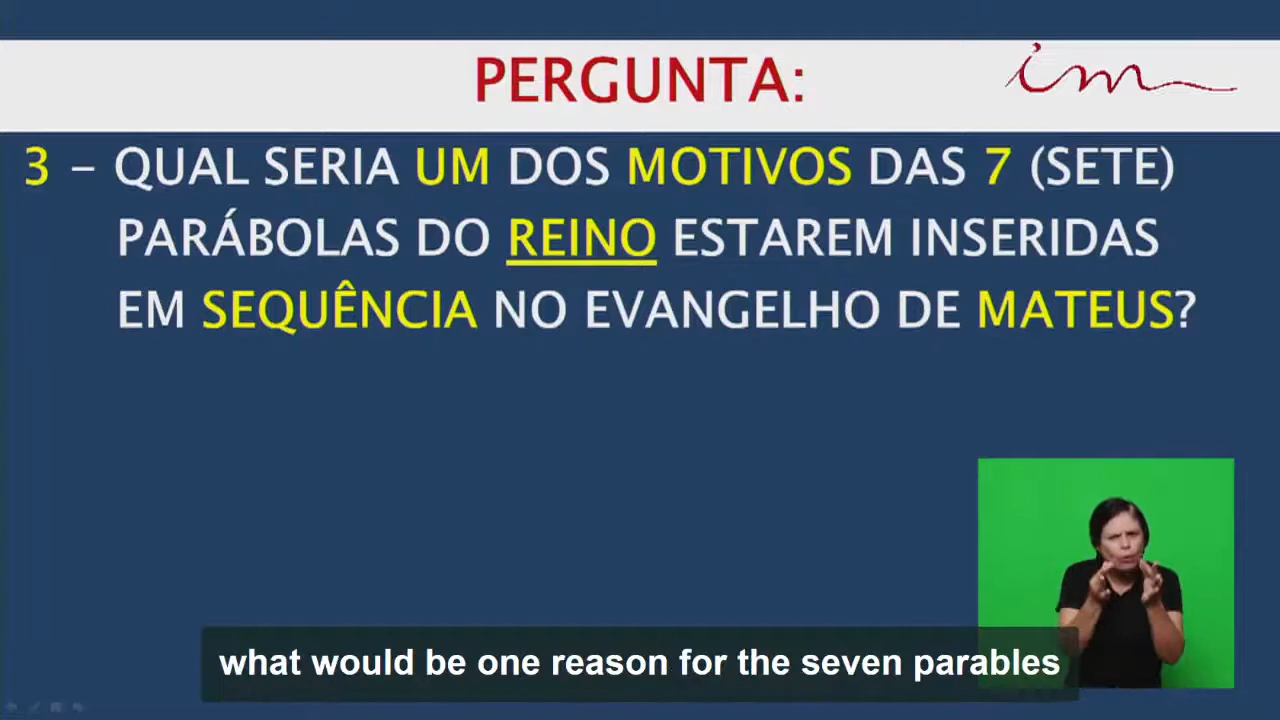 PERGUNTA:
im
3 - QUAL SERIA UM DOS MOTIVOS DAS 7 (SETE)
PARÁBOLAS DO REINO ESTAREM INSERIDAS
EM SEQUÊNCIA NO EVANGELHO DE MATEUS?
what would be one reason for the seven parables